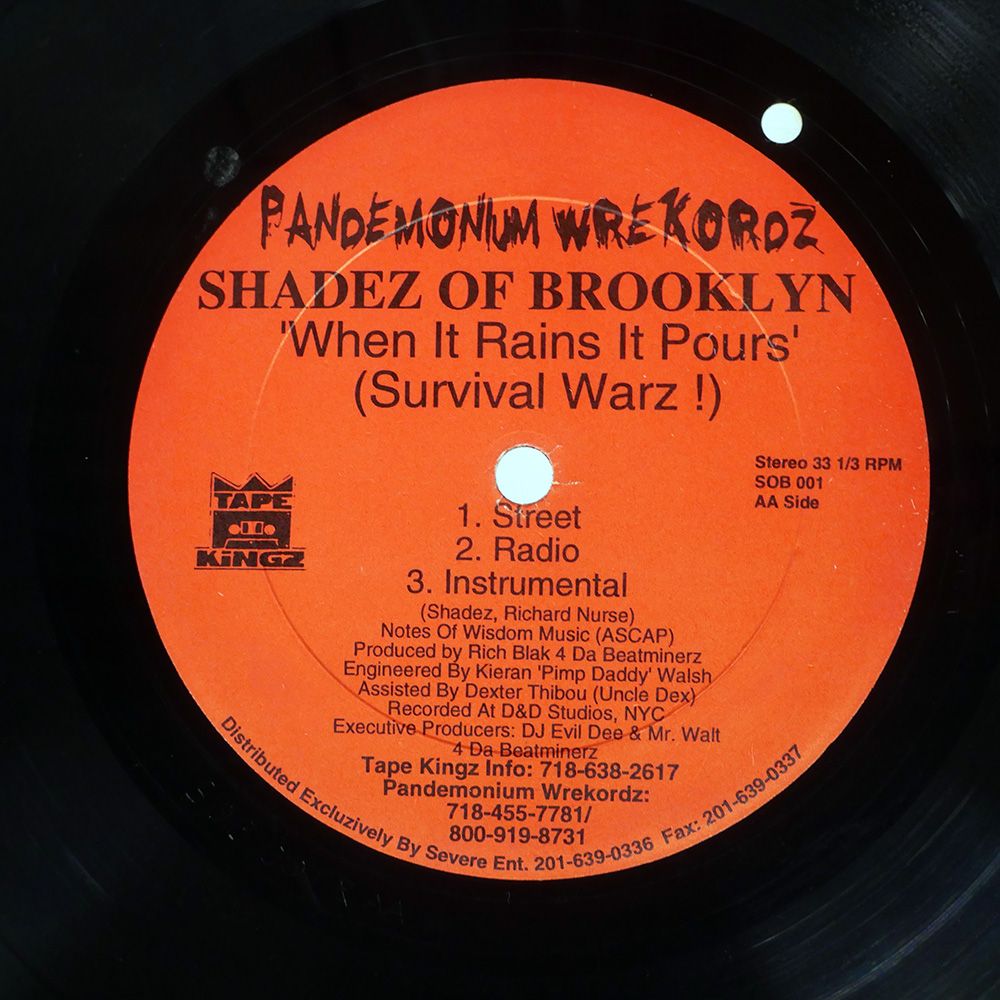 PANDEMONIUM WREKORDZ
SHADEZ OF BROOKLYN
'When It Rains It Pours'
(Survival Warz !)
Stereo 33 1/3 RPM
SOB 001
AA Side
TAPE
KiNGZ
1. Street
2. Radio
3. Instrumental
(Shadez, Richard Nurse)
Notes Of Wisdom Music (ASCAP)
Produced by Rich Blak 4 Da Beatminerz
Engineered By Kieran 'Pimp Daddy' Walsh
Assisted By Dexter Thibou (Uncle Dex)
Recorded At D&D Studios, NYC
Executive Producers: DJ Evil Dee & Mr. Walt
4 Da Beatminerz
Tape Kingz Info: 718-638-2617
Pandemonium Wrekordz:
718-455-7781/
800-919-8731
Distributed Excluzively By Severe Ent. 201-639-0336 Fax: 201-639-0337